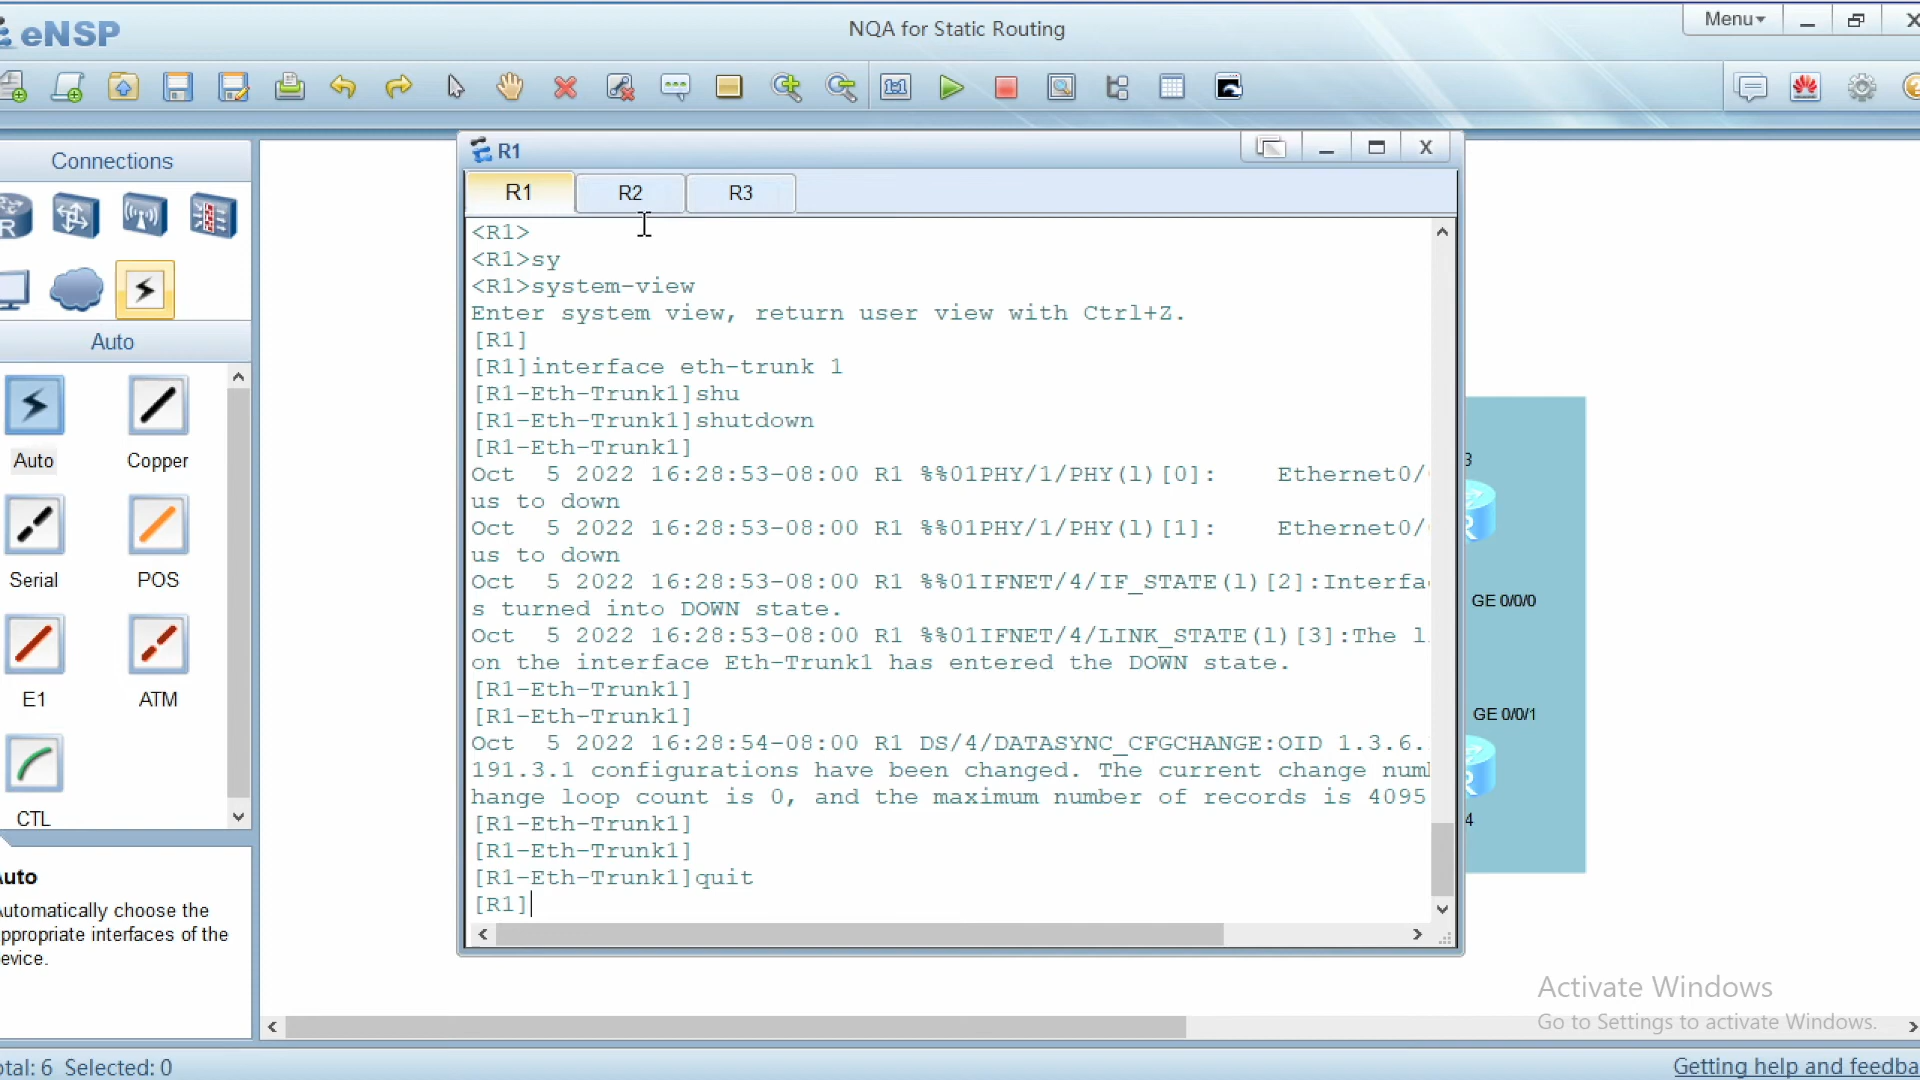 eNSP
NQA for Static Routing
Menu
Connections
Auto
Auto
Copper
Serial
POS
E1
ATM
CTL
uto
utomatically choose the
ppropriate interfaces of the
evice.
R1
R1 R2 R3
<R1>
<R1>sy
<R1>system-view
Enter system view, return user view with Ctrl+Z.
[R1]
[R1]interface eth-trunk 1
[R1-Eth-Trunk1]shu
[R1-Eth-Trunk1]shutdown
[R1-Eth-Trunk1]
Oct  5 2022 16:28:53-08:00 R1 %%01PHY/1/PHY(l)[0]:    Ethernet0/
us to down
Oct  5 2022 16:28:53-08:00 R1 %%01PHY/1/PHY(l)[1]:    Ethernet0/
us to down
Oct  5 2022 16:28:53-08:00 R1 %%01IFNET/4/IF_STATE(l)[2]:Interfa
s turned into DOWN state.
Oct  5 2022 16:28:53-08:00 R1 %%01IFNET/4/LINK_STATE(l)[3]:The l
on the interface Eth-Trunk1 has entered the DOWN state.
[R1-Eth-Trunk1]
[R1-Eth-Trunk1]
Oct  5 2022 16:28:54-08:00 R1 DS/4/DATASYNC_CFGCHANGE:OID 1.3.6.
191.3.1 configurations have been changed. The current change num
hange loop count is 0, and the maximum number of records is 4095
[R1-Eth-Trunk1]
[R1-Eth-Trunk1]
[R1-Eth-Trunk1]quit
[R1]
3
GE 0/0/0
GE 0/0/1
4
Activate Windows
Go to Settings to activate Windows.
otal: 6 Selected: 0
Getting help and feedba